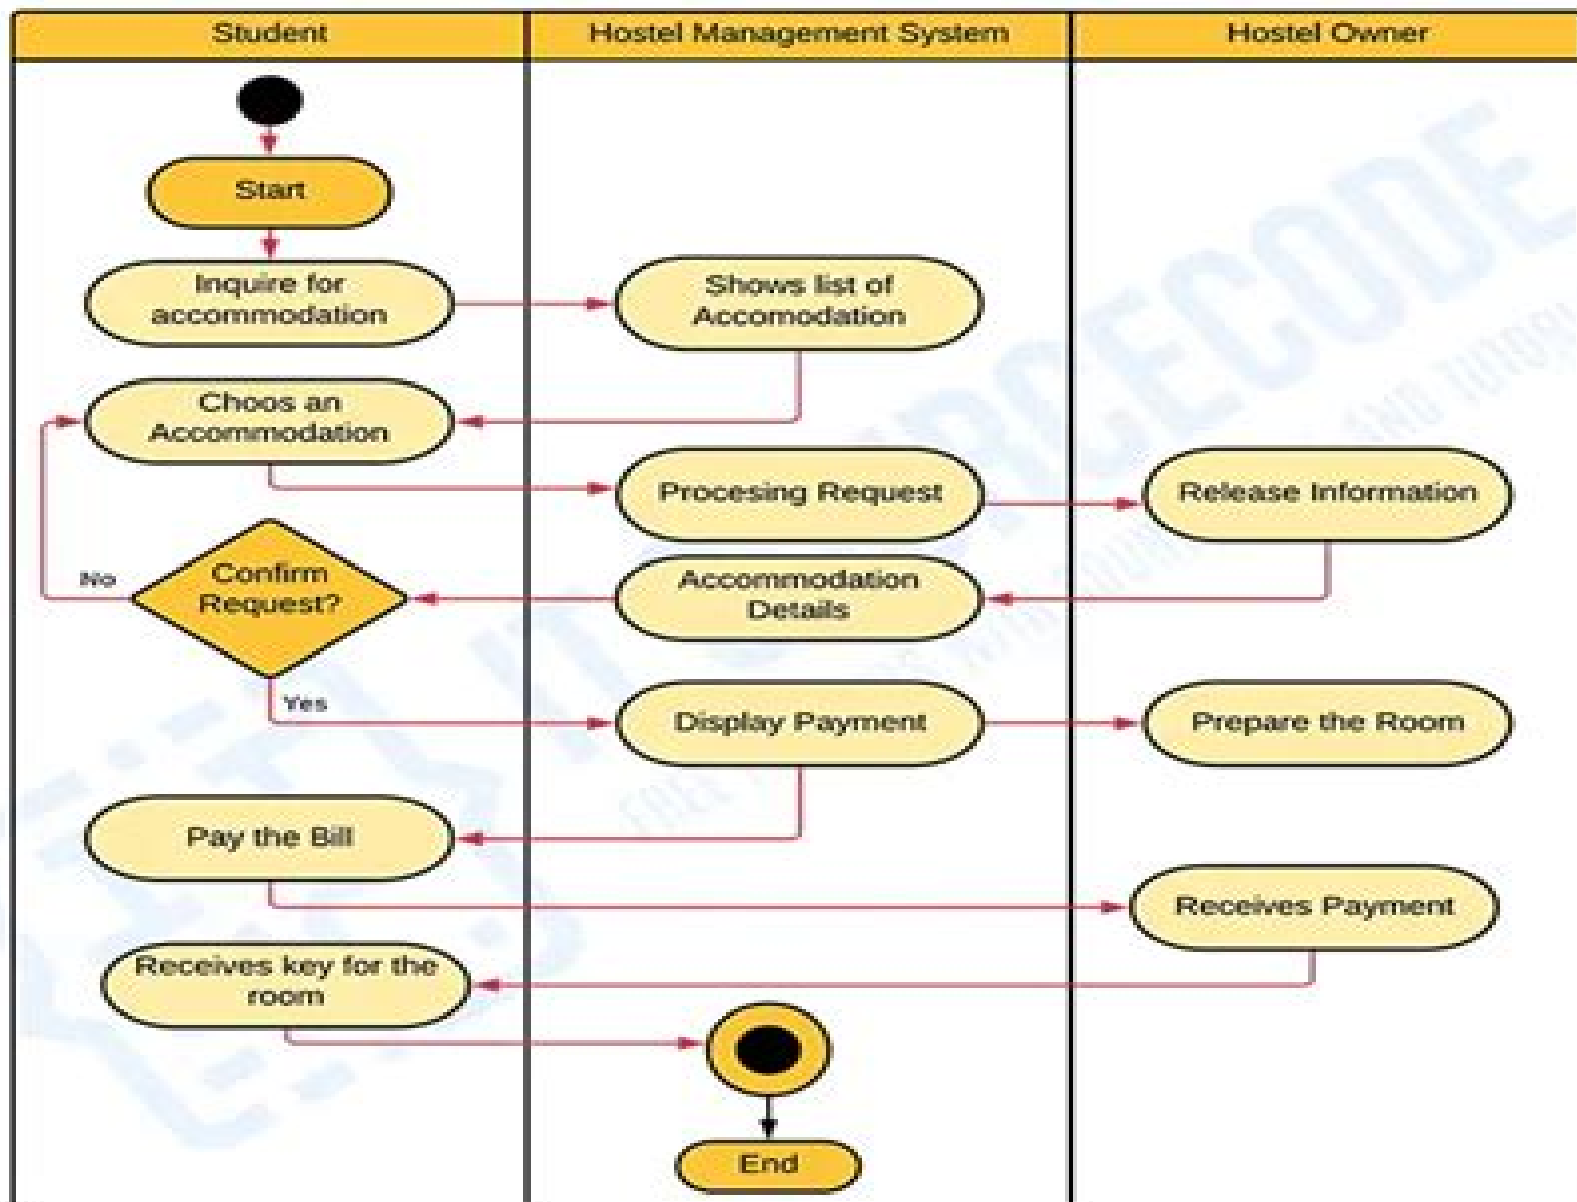 Student
Hostel Management System
Hostel Owner
Start
Inquire for
accommodation
Shows list of
Accomodation
Choos an
Accommodation
Procesing Request
Release Information
Accommodation
Details
Confirm
Request?
No
Yes
Display Payment
Prepare the Room
Pay the Bill
Receives Payment
Receives key for the
room
End